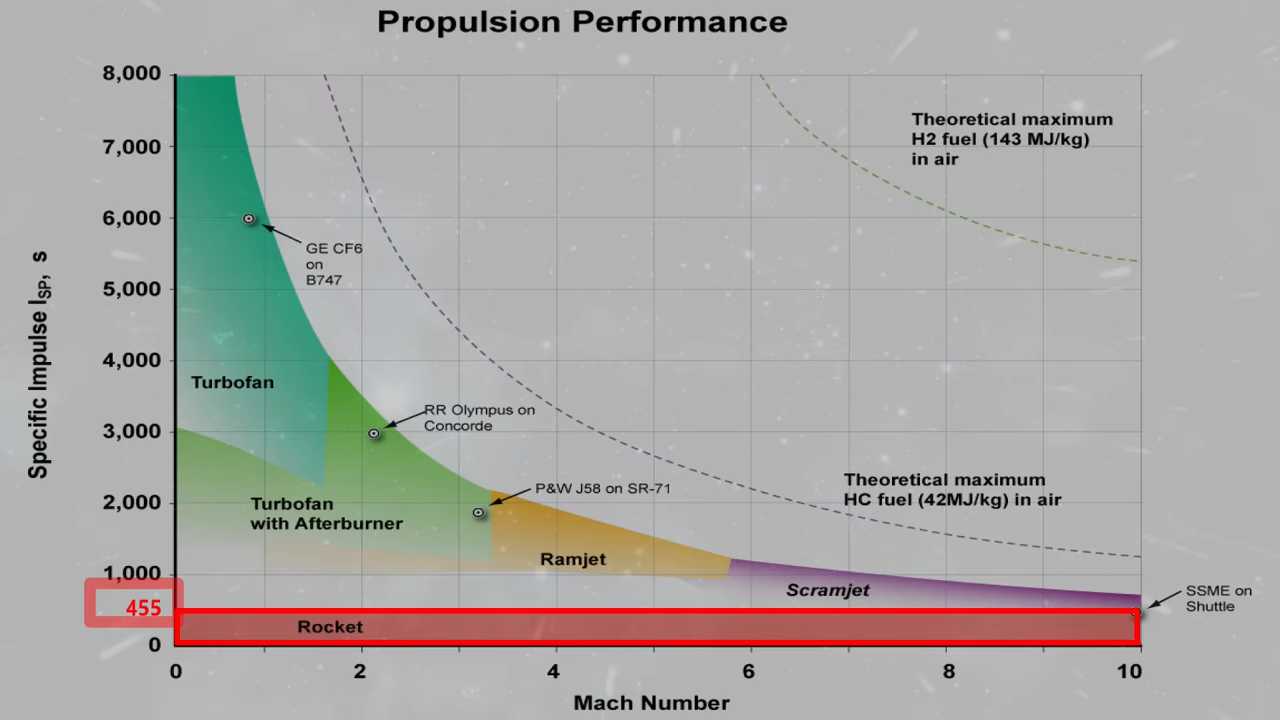 Propulsion Performance
8,000
7,000
6,000
5,000
4,000
3,000
2,000
1,000
455
0
Specific Impulse ISP, s
Theoretical maximum
H2 fuel (143 MJ/kg)
in air
GE CF6
on
B747
Turbofan
RR Olympus on
Concorde
P&W J58 on SR-71
Theoretical maximum
HC fuel (42MJ/kg) in air
Turbofan
with Afterburner
Ramjet
Scramjet
SSME on
Shuttle
Rocket
0 2 4 6 8 10
Mach Number